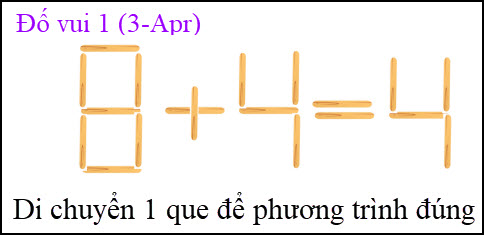 Đố vui 1 (3-Apr)
8+4=4
Di chuyển 1 que để phương trình đúng